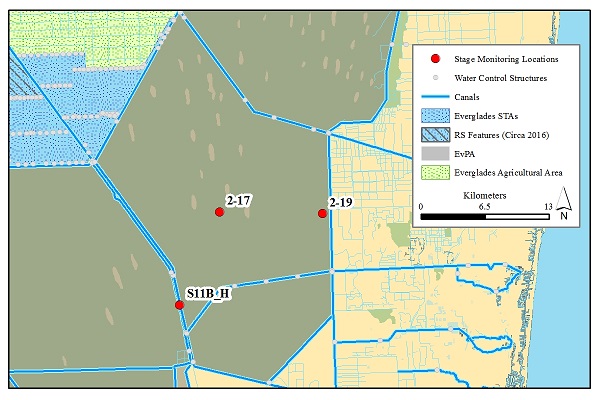 Stage Monitoring Locations
Water Control Structures
Canals
Everglades STAs
RS Features (Circa 2016)
EvPA
Everglades Agricultural Area
Kilometers
0 6.5 13
N
2-17
2-19
S11B_H